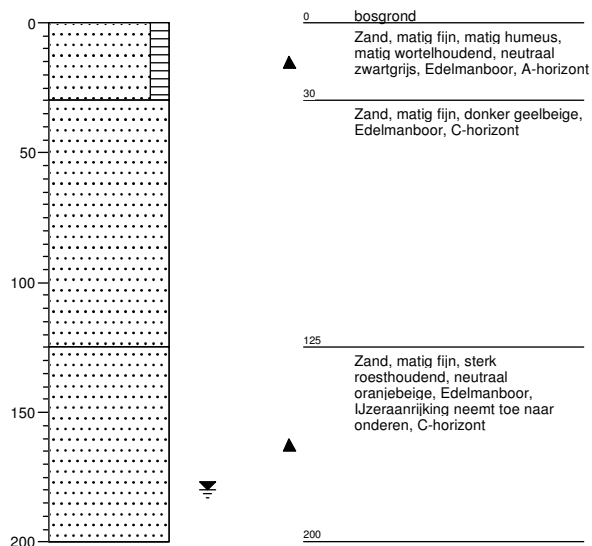 0
50
100
150
200
0 bosgrond
Zand, matig fijn, matig humeus,
matig wortelhoudend, neutraal
zwartgrijs, Edelmanboor, A-horizont
30
Zand, matig fijn, donker geelbeige,
Edelmanboor, C-horizont
125
Zand, matig fijn, sterk
roesthoudend, neutraal
oranjebeige, Edelmanboor,
IJzeraanrijking neemt toe naar
onderen, C-horizont
200